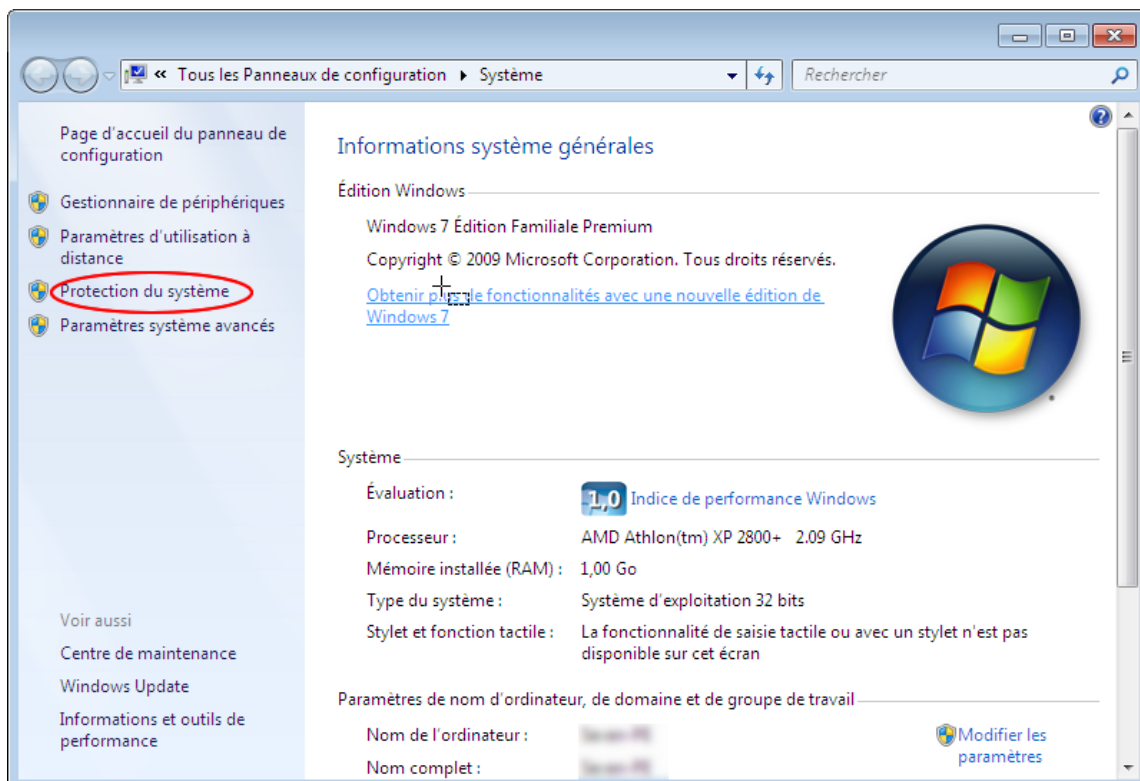 Tous les Panneaux de configuration Système
Rechercher
Page d'accueil du panneau de
configuration
Gestionnaire de périphériques
Paramètres d'utilisation à
distance
Protection du système
Paramètres système avancés
Voir aussi
Centre de maintenance
Windows Update
Informations et outils de
performance
Informations système générales
Édition Windows
Windows 7 Édition Familiale Premium
Copyright © 2009 Microsoft Corporation. Tous droits réservés.
Obtenir plus de fonctionnalités avec une nouvelle édition de
Windows 7
Système
Évaluation : 1,0 Indice de performance Windows
Processeur : AMD Athlon(tm) XP 2800+ 2.09 GHz
Mémoire installée (RAM) : 1,00 Go
Type du système : Système d'exploitation 32 bits
Stylet et fonction tactile : La fonctionnalité de saisie tactile ou avec un stylet n'est pas
disponible sur cet écran
Paramètres de nom d'ordinateur, de domaine et de groupe de travail
Nom de l'ordinateur :
Modifier les
paramètres
Nom complet :